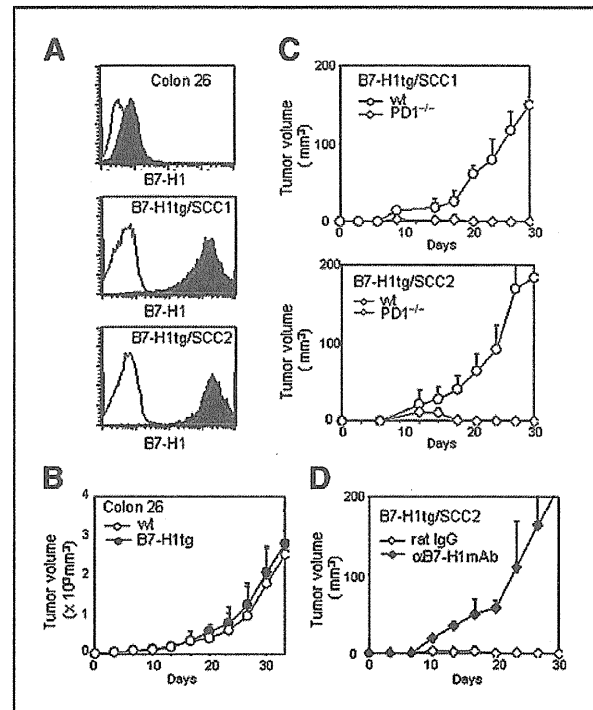 A
Colon 26
B7-H1
B7-H1tg/SCC1
B7-H1
B7-H1tg/SCC2
B7-H1
C
B7-H1tg/SCC1
wt
PD1-/-
Tumor volume
(mm³)
200
100
0
0
10
20
30
Days
B7-H1tg/SCC2
wt
PD1-/-
Tumor volume
(mm³)
200
100
0
0
10
20
30
Days
B
Colon 26
wt
B7-H1tg
Tumor volume
(x 10³mm³)
4
3
2
1
0
0
10
20
30
Days
D
B7-H1tg/SCC2
rat IgG
αB7-H1mAb
Tumor volume
(mm³)
200
100
0
0
10
20
30
Days